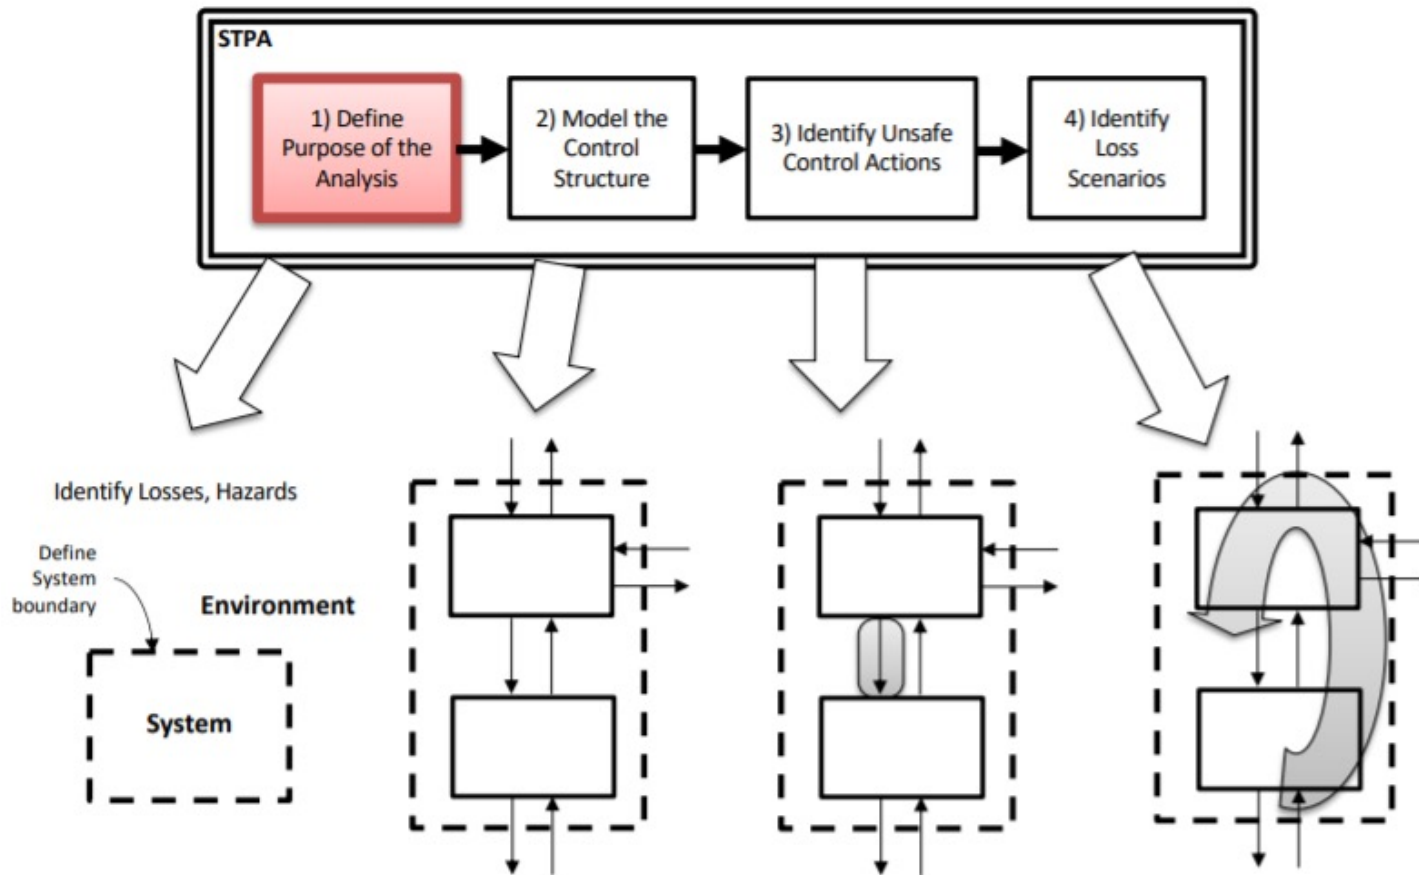 STPA
1) Define
Purpose of the
Analysis
2) Model the
Control
Structure
3) Identify Unsafe
Control Actions
4) Identify
Loss
Scenarios
Identify Losses, Hazards
Define
System
boundary
Environment
System